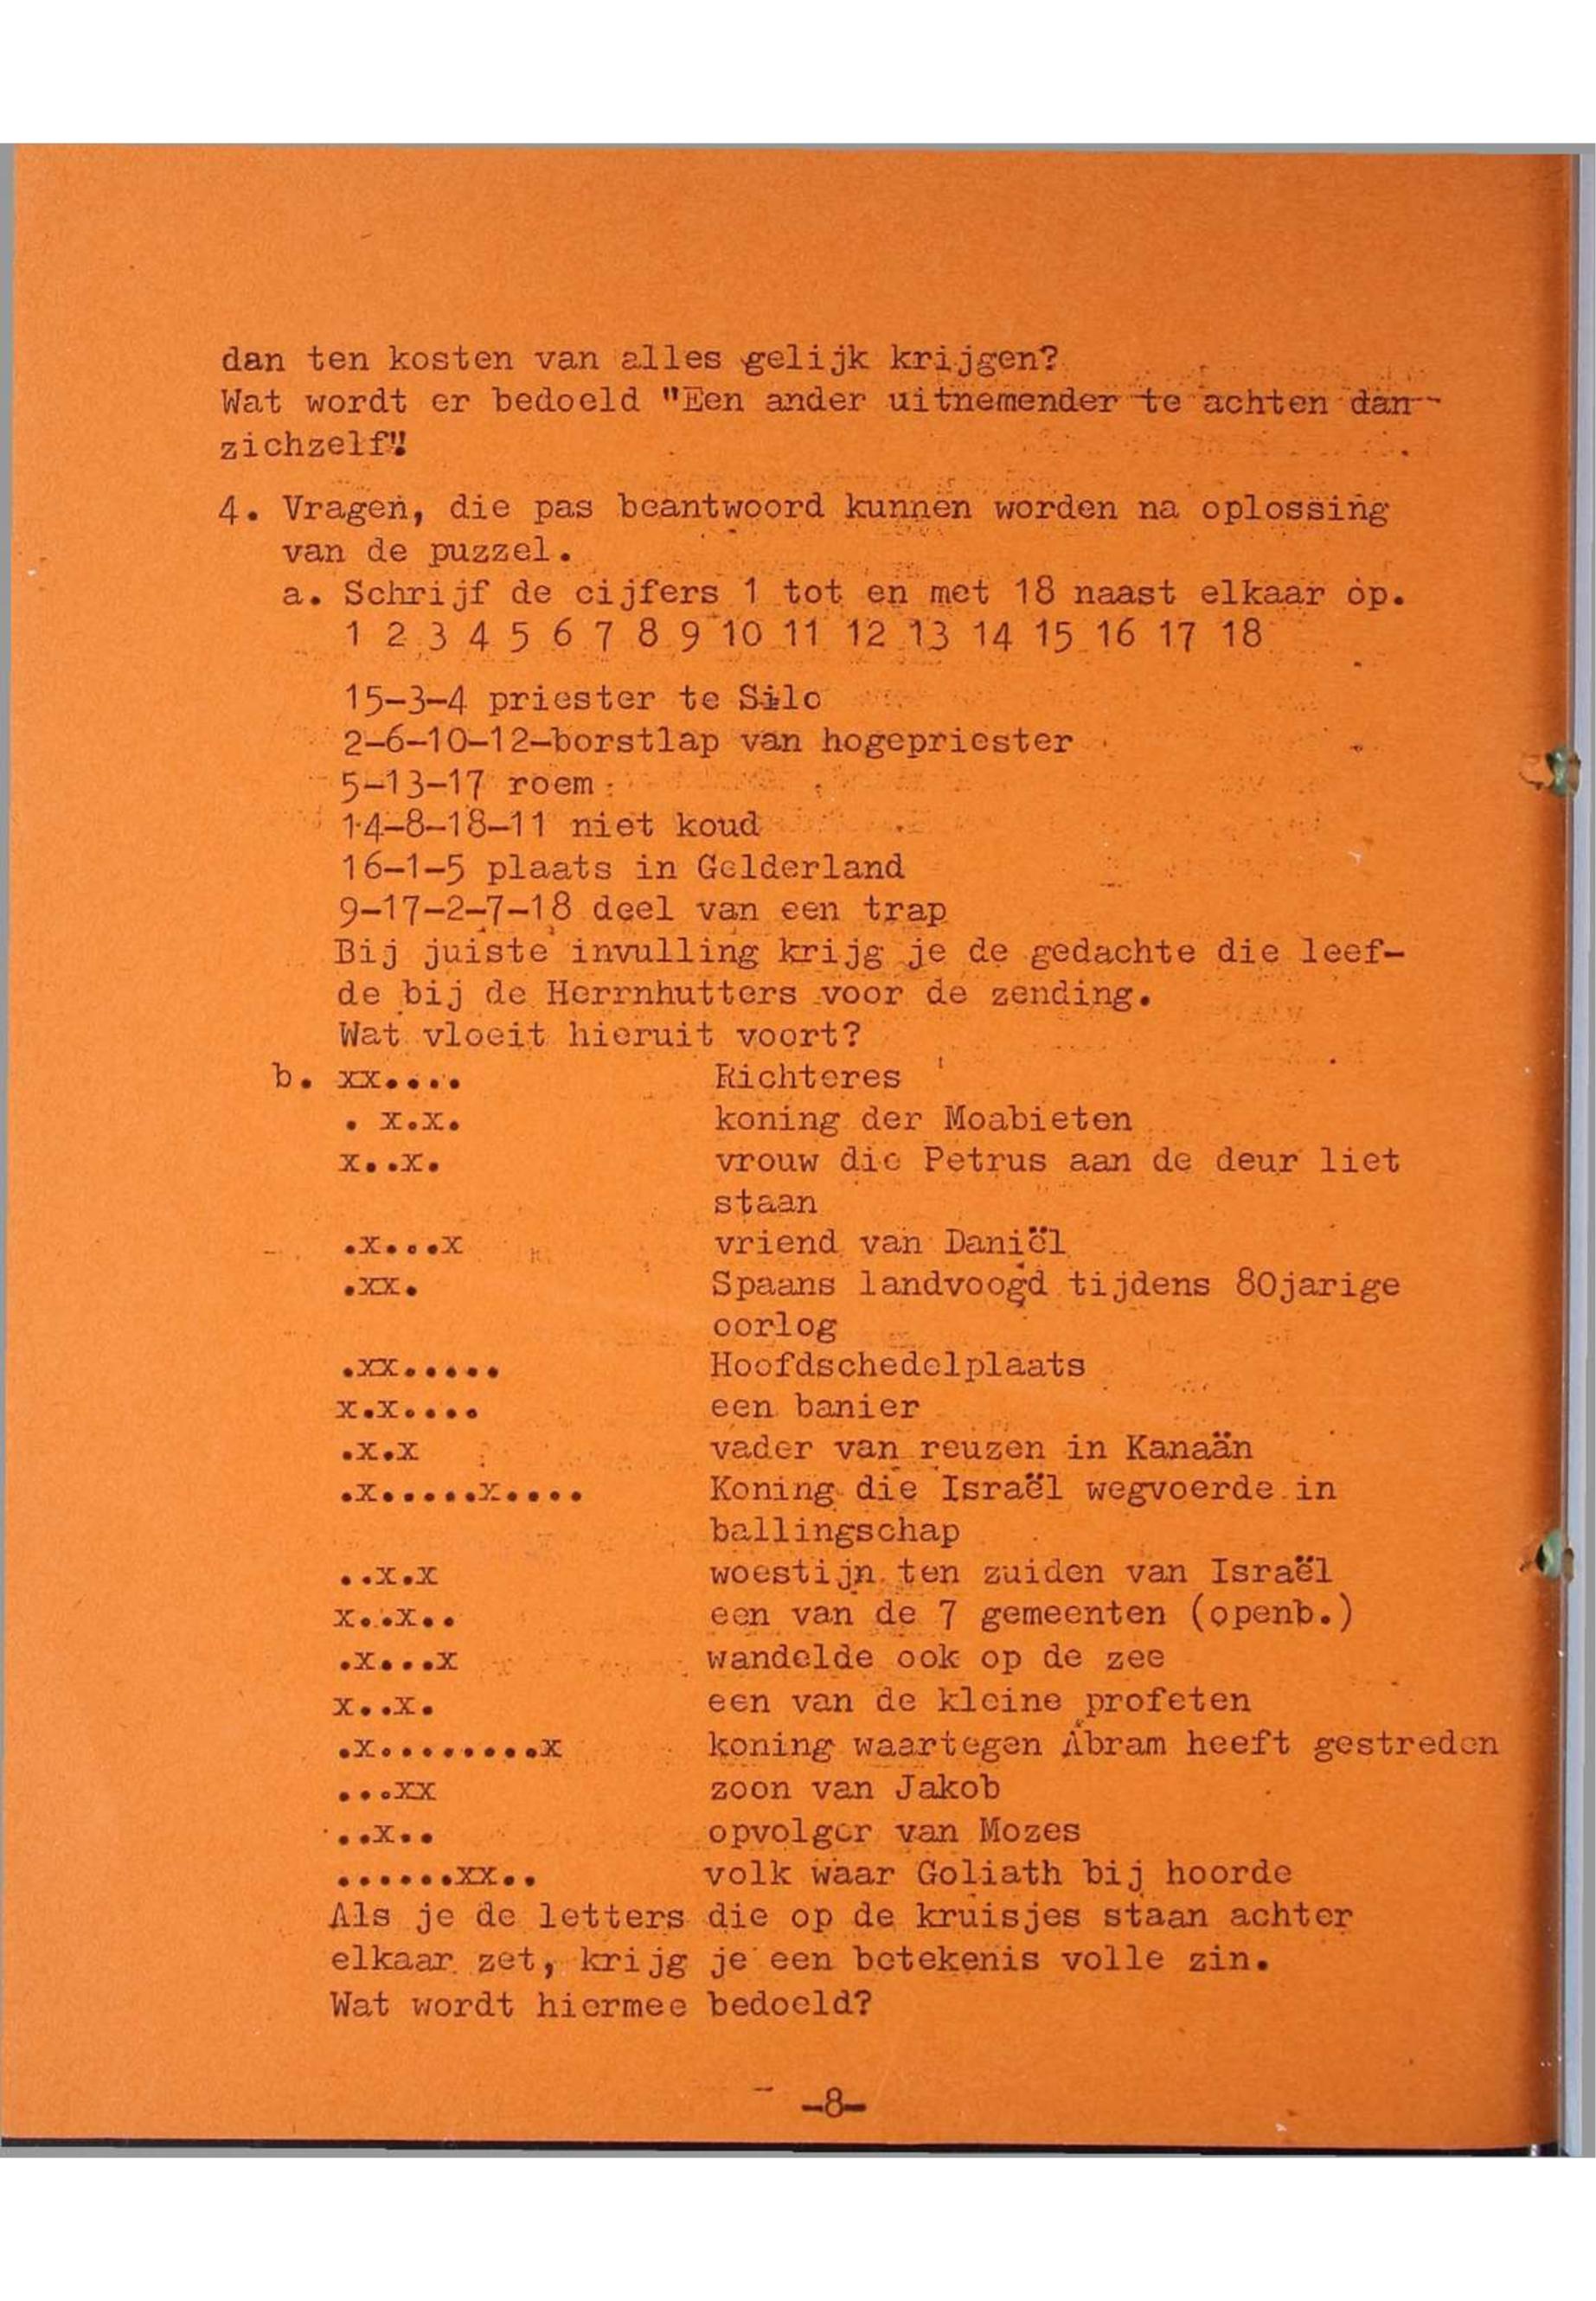 dan ten kosten van alles gelijk krijgen?
Wat wordt er bedoeld "Een ander uitnemender te achten dan
zichzelf"!
4. Vragen, die pas beantwoord kunnen worden na oplossing
van de puzzel.
a. Schrijf de cijfers 1 tot en met 18 naast elkaar op.
1 2 3 4 5 6 7 8 9 10 11 12 13 14 15 16 17 18
15-3-4 priester te Silo
2-6-10-12-borstlap van hogepriester
5-13-17 roem
14-8-18-11 niet koud
16-1-5 plaats in Gelderland
9-17-2-7-18 deel van een trap
Bij juiste invulling krijg je de gedachte die leef-
de bij de Herrnhutters voor de zending.
Wat vloeit hieruit voort?
b. xx.... Richteres
. x.x. koning der Moabieten
x..x. vrouw die Petrus aan de deur liet
staan
.x...x vriend van Daniël
.xx. Spaans landvoogd tijdens 80jarige
oorlog
.xx..... Hoofdschedelplaats
x.x.... een banier
.x.x vader van reuzen in Kanaän
.x.....x.... Koning die Israël wegvoerde in
ballingschap
..x.x woestijn ten zuiden van Israël
x..x.. een van de 7 gemeenten (openb.)
.x...x wandelde ook op de zee
x..x. een van de kleine profeten
.x........x koning waartegen Abram heeft gestreden
...xx zoon van Jakob
..x.. opvolger van Mozes
......xx.. volk waar Goliath bij hoorde
Als je de letters die op de kruisjes staan achter
elkaar zet, krijg je een betekenis volle zin.
Wat wordt hiermee bedoeld?
-8-